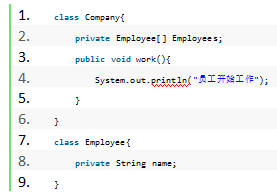 1. class Company{
2. private Employee[] Employees;
3. public void work(){
4. System.out.println("员工开始工作");
5. }
6. }
7. class Employee{
8. private String name;
9. }